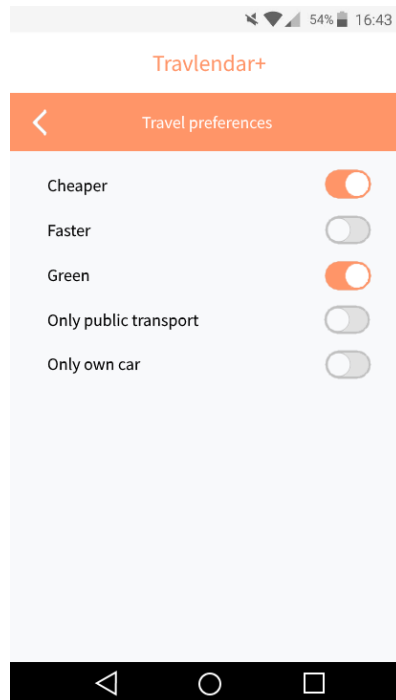 54% 16:43
Travlendar+
Travel preferences
Cheaper
Faster
Green
Only public transport
Only own car